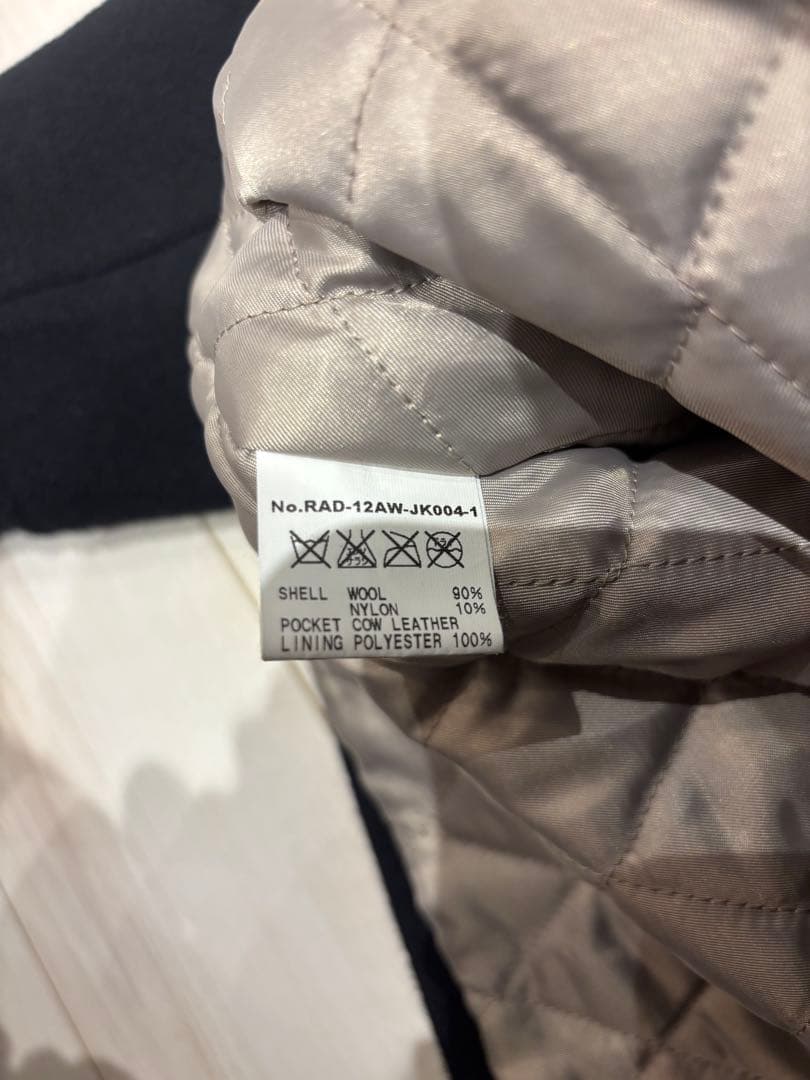 No.RAD-12AW-JK004-1
SHELL WOOL 90%
NYLON 10%
POCKET COW LEATHER
LINING POLYESTER 100%